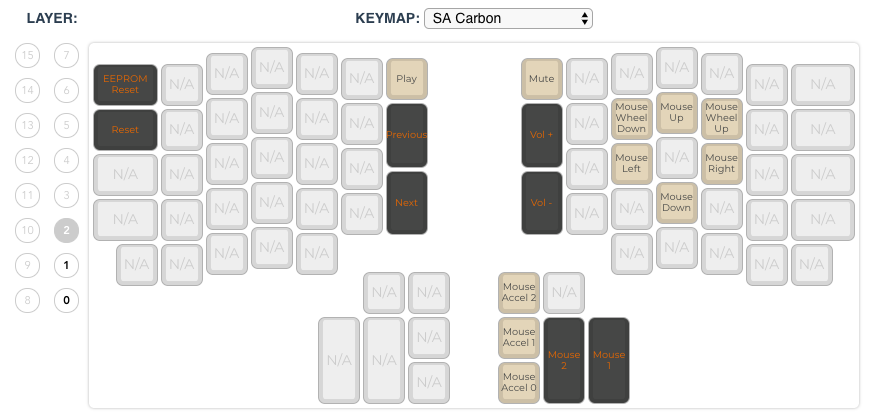 LAYER: KEYMAP: SA Carbon
15 7
14 6
13 5
12 4
11 3
10 2
9 1
8 0
EEPROM Reset N/A N/A N/A N/A N/A Play
Mute N/A N/A N/A N/A N/A N/A
Reset N/A N/A N/A N/A N/A Previous
Vol + N/A Mouse Wheel Down Mouse Up Mouse Wheel Up N/A N/A
N/A N/A N/A N/A N/A N/A Next
Vol - N/A Mouse Left N/A Mouse Right N/A N/A
N/A N/A N/A N/A N/A N/A
N/A N/A Mouse Down N/A N/A N/A
N/A N/A N/A N/A N/A
N/A N/A N/A N/A N/A
N/A N/A
N/A N/A N/A
N/A
Mouse Accel 2 N/A
Mouse Accel 1 Mouse 2 Mouse 1
Mouse Accel 0